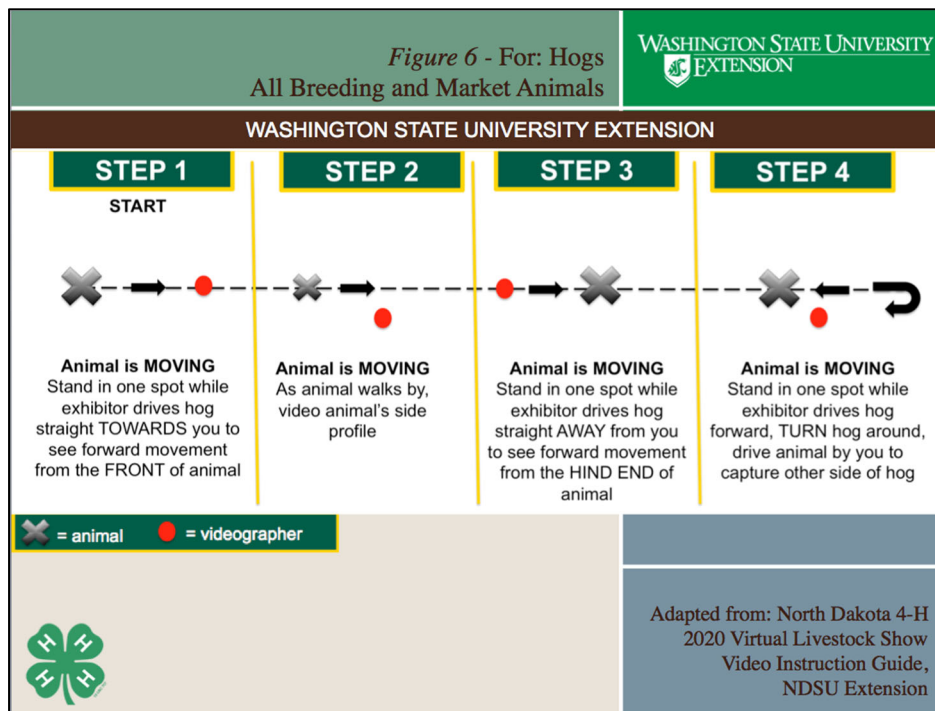 Figure 6 - For: Hogs
All Breeding and Market Animals
WASHINGTON STATE UNIVERSITY
EXTENSION
WASHINGTON STATE UNIVERSITY EXTENSION
STEP 1
START
Animal is MOVING
Stand in one spot while
exhibitor drives hog
straight TOWARDS you to
see forward movement
from the FRONT of animal
STEP 2
Animal is MOVING
As animal walks by,
video animal's side
profile
STEP 3
Animal is MOVING
Stand in one spot while
exhibitor drives hog
straight AWAY from you
to see forward movement
from the HIND END of
animal
STEP 4
Animal is MOVING
Stand in one spot while
exhibitor drives hog
forward, TURN hog around,
drive animal by you to
capture other side of hog
= animal
= videographer
H H
H H
Adapted from: North Dakota 4-H
2020 Virtual Livestock Show
Video Instruction Guide,
NDSU Extension